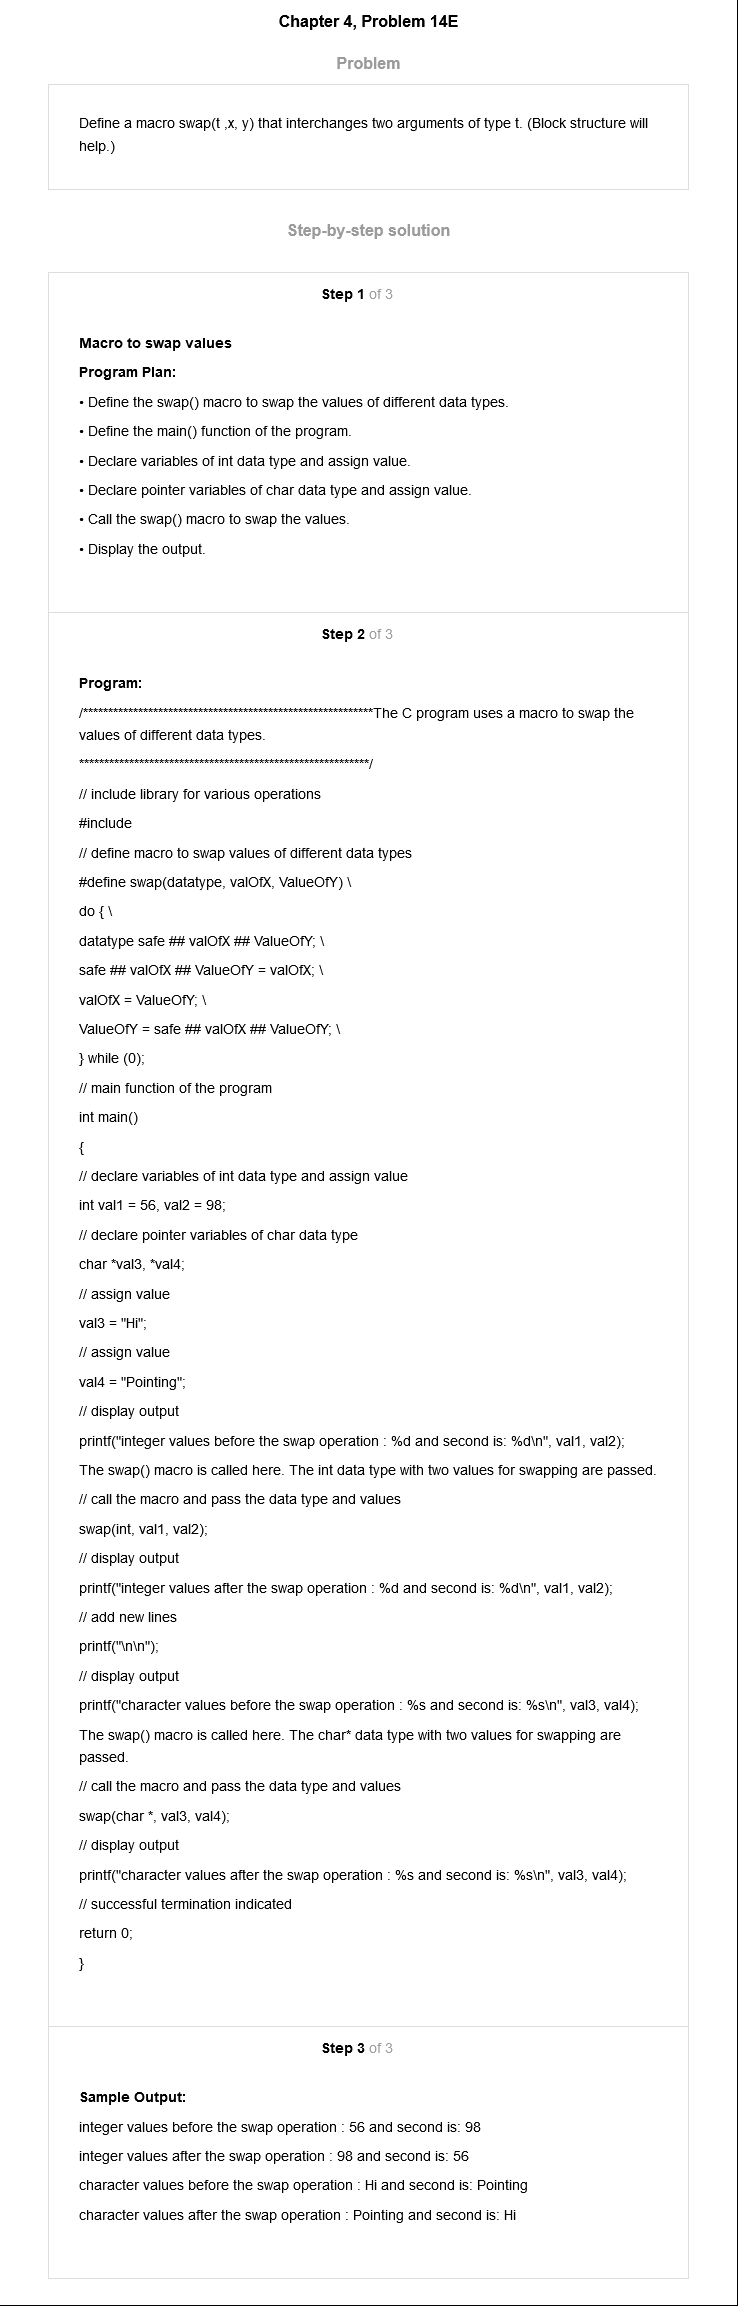 Chapter 4, Problem 14E
Problem
Define a macro swap(t ,x, y) that interchanges two arguments of type t. (Block structure will
help.)
Step-by-step solution
Step 1 of 3
Macro to swap values
Program Plan:
• Define the swap() macro to swap the values of different data types.
• Define the main() function of the program.
• Declare variables of int data type and assign value.
• Declare pointer variables of char data type and assign value.
• Call the swap() macro to swap the values.
• Display the output.
Step 2 of 3
Program:
/**********************************************************The C program uses a macro to swap the
values of different data types.
**********************************************************/
// include library for various operations
#include
// define macro to swap values of different data types
#define swap(datatype, valOfX, ValueOfY) \
do { \
datatype safe ## valOfX ## ValueOfY; \
safe ## valOfX ## ValueOfY = valOfX; \
valOfX = ValueOfY; \
ValueOfY = safe ## valOfX ## ValueOfY; \
} while (0);
// main function of the program
int main()
{
// declare variables of int data type and assign value
int val1 = 56, val2 = 98;
// declare pointer variables of char data type
char *val3, *val4;
// assign value
val3 = "Hi";
// assign value
val4 = "Pointing";
// display output
printf("integer values before the swap operation : %d and second is: %d\n", val1, val2);
The swap() macro is called here. The int data type with two values for swapping are passed.
// call the macro and pass the data type and values
swap(int, val1, val2);
// display output
printf("integer values after the swap operation : %d and second is: %d\n", val1, val2);
// add new lines
printf("\n\n");
// display output
printf("character values before the swap operation : %s and second is: %s\n", val3, val4);
The swap() macro is called here. The char* data type with two values for swapping are
passed.
// call the macro and pass the data type and values
swap(char *, val3, val4);
// display output
printf("character values after the swap operation : %s and second is: %s\n", val3, val4);
// successful termination indicated
return 0;
}
Step 3 of 3
Sample Output:
integer values before the swap operation : 56 and second is: 98
integer values after the swap operation : 98 and second is: 56
character values before the swap operation : Hi and second is: Pointing
character values after the swap operation : Pointing and second is: Hi